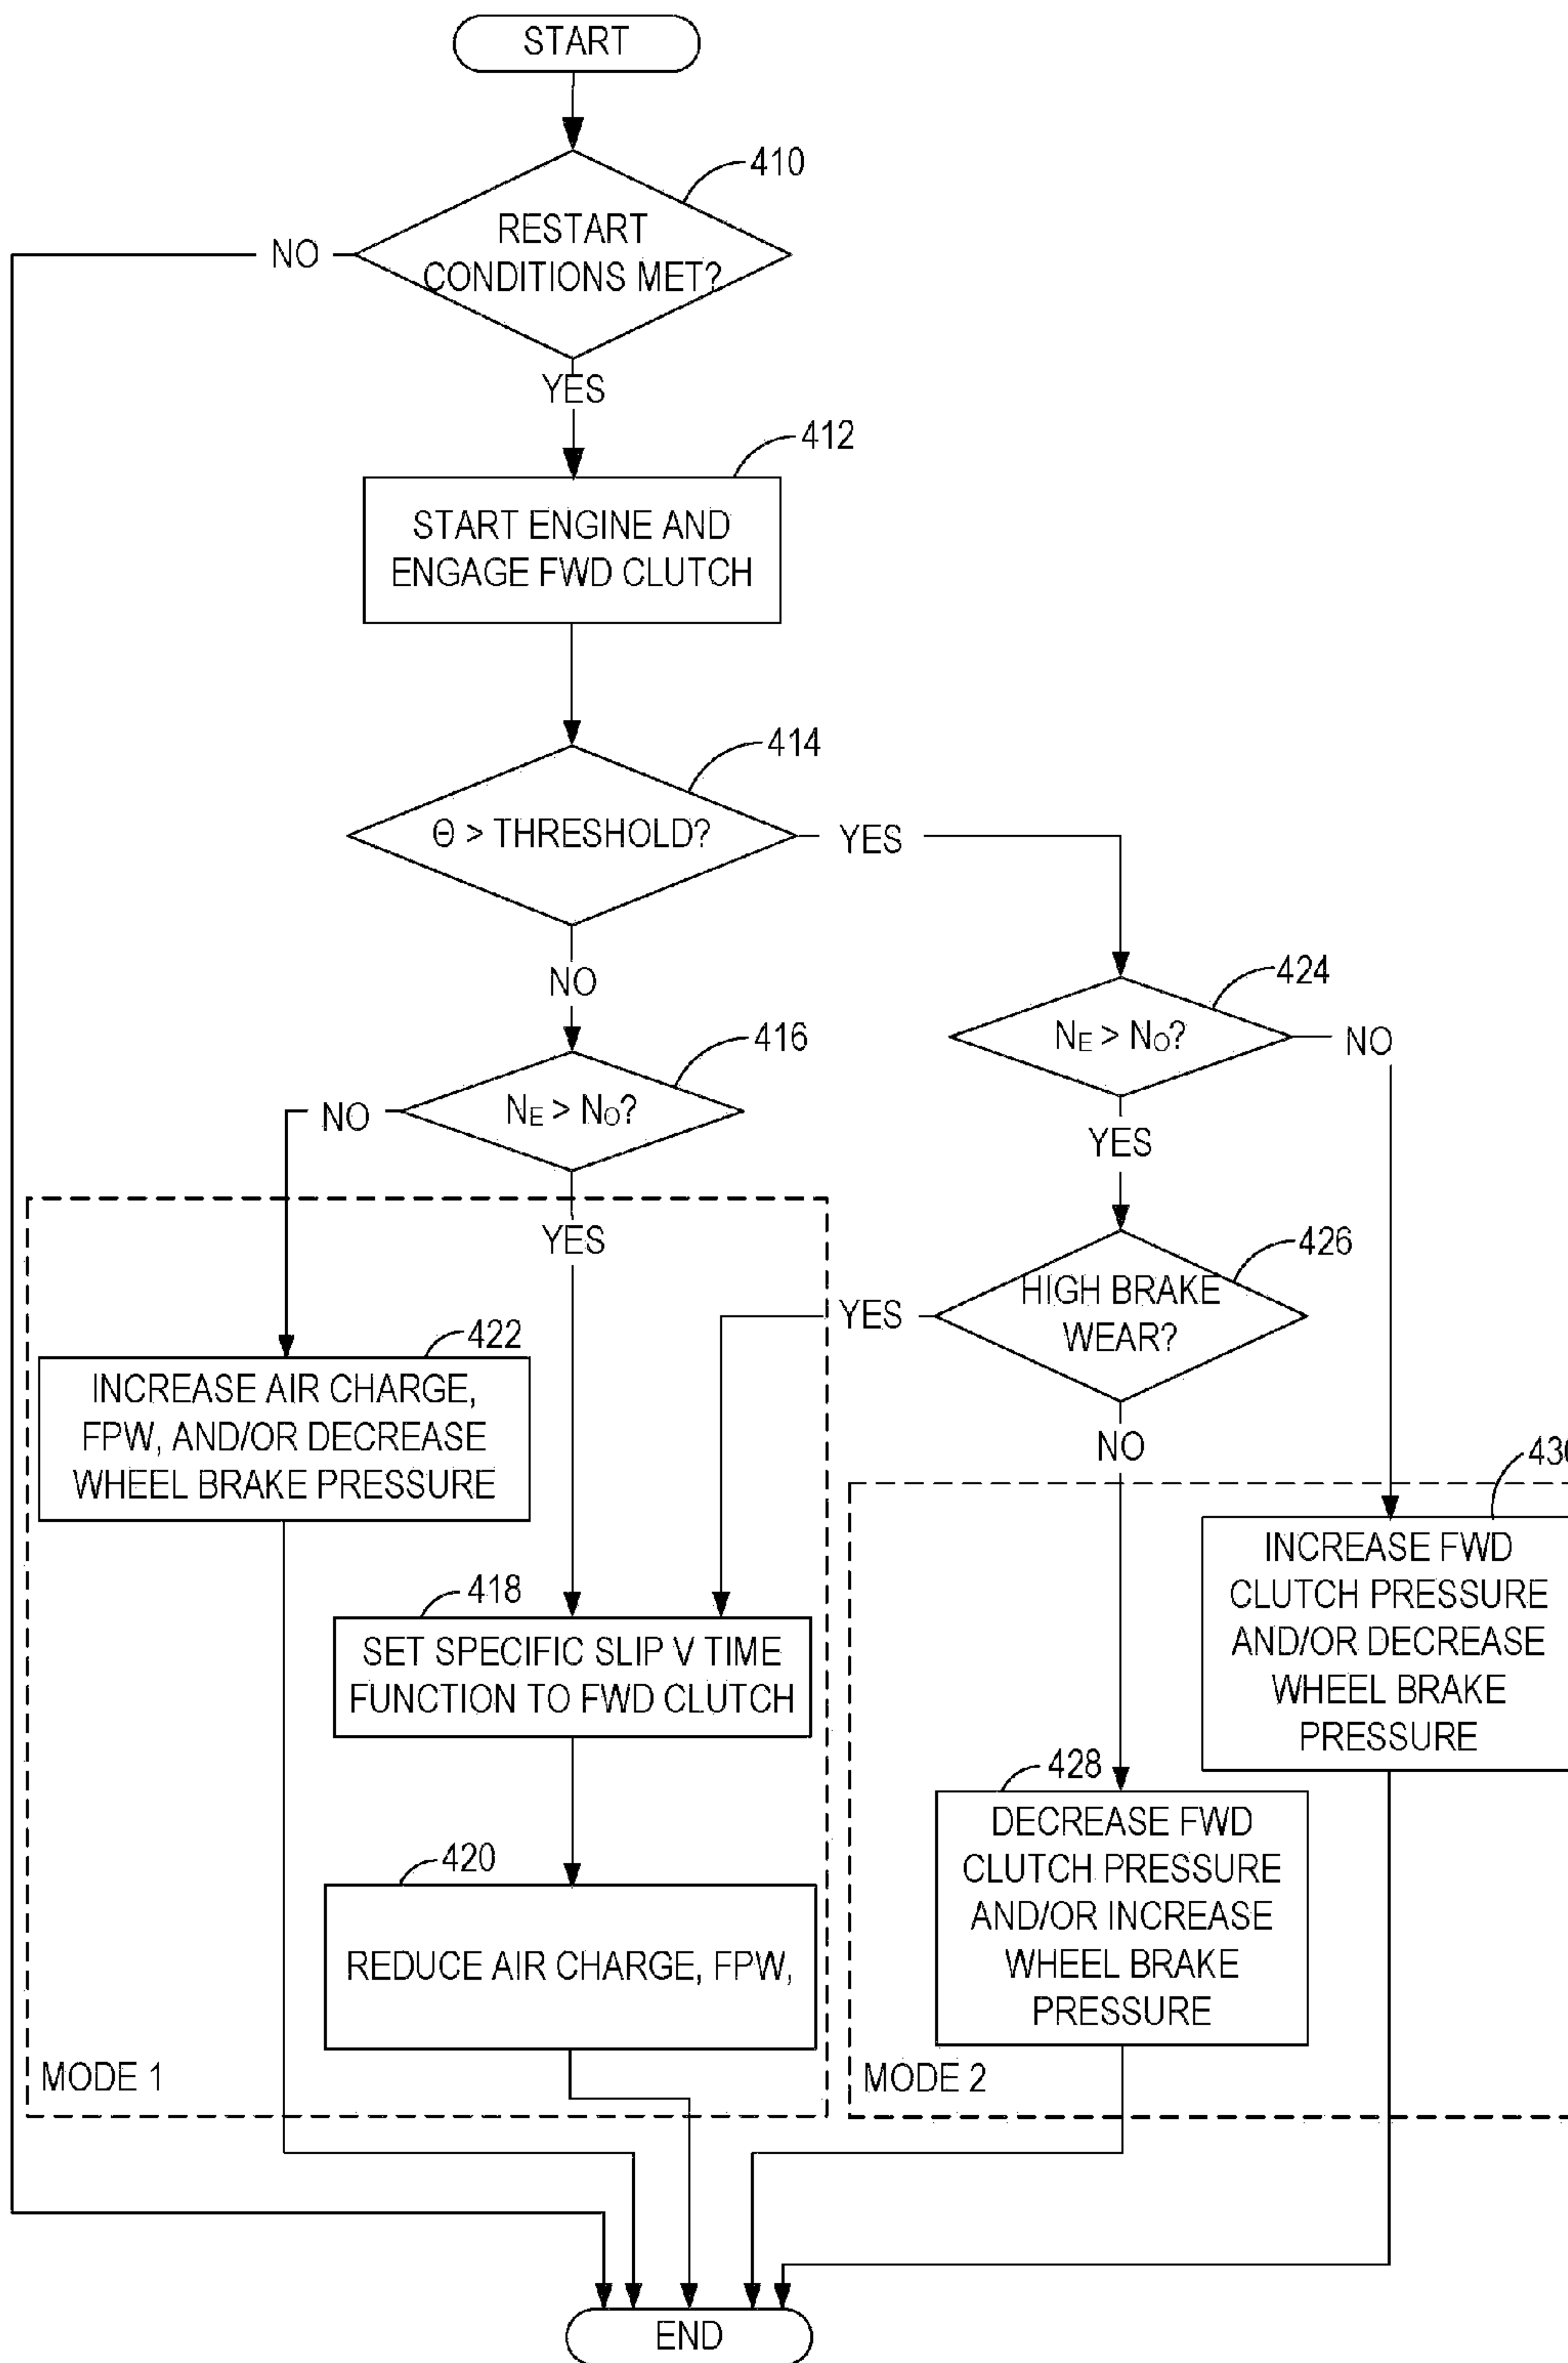 START
410
RESTART
CONDITIONS MET?
NO
YES
412
START ENGINE AND
ENGAGE FWD CLUTCH
414
Θ > THRESHOLD?
YES
NO
424
NE > NO?
NO
416
NE > NO?
NO
YES
YES
426
HIGH BRAKE
WEAR?
YES
NO
422
INCREASE AIR CHARGE,
FPW, AND/OR DECREASE
WHEEL BRAKE PRESSURE
430
INCREASE FWD
CLUTCH PRESSURE
AND/OR DECREASE
WHEEL BRAKE
PRESSURE
418
SET SPECIFIC SLIP V TIME
FUNCTION TO FWD CLUTCH
428
DECREASE FWD
CLUTCH PRESSURE
AND/OR INCREASE
WHEEL BRAKE
PRESSURE
420
REDUCE AIR CHARGE, FPW,
MODE 1
MODE 2
END